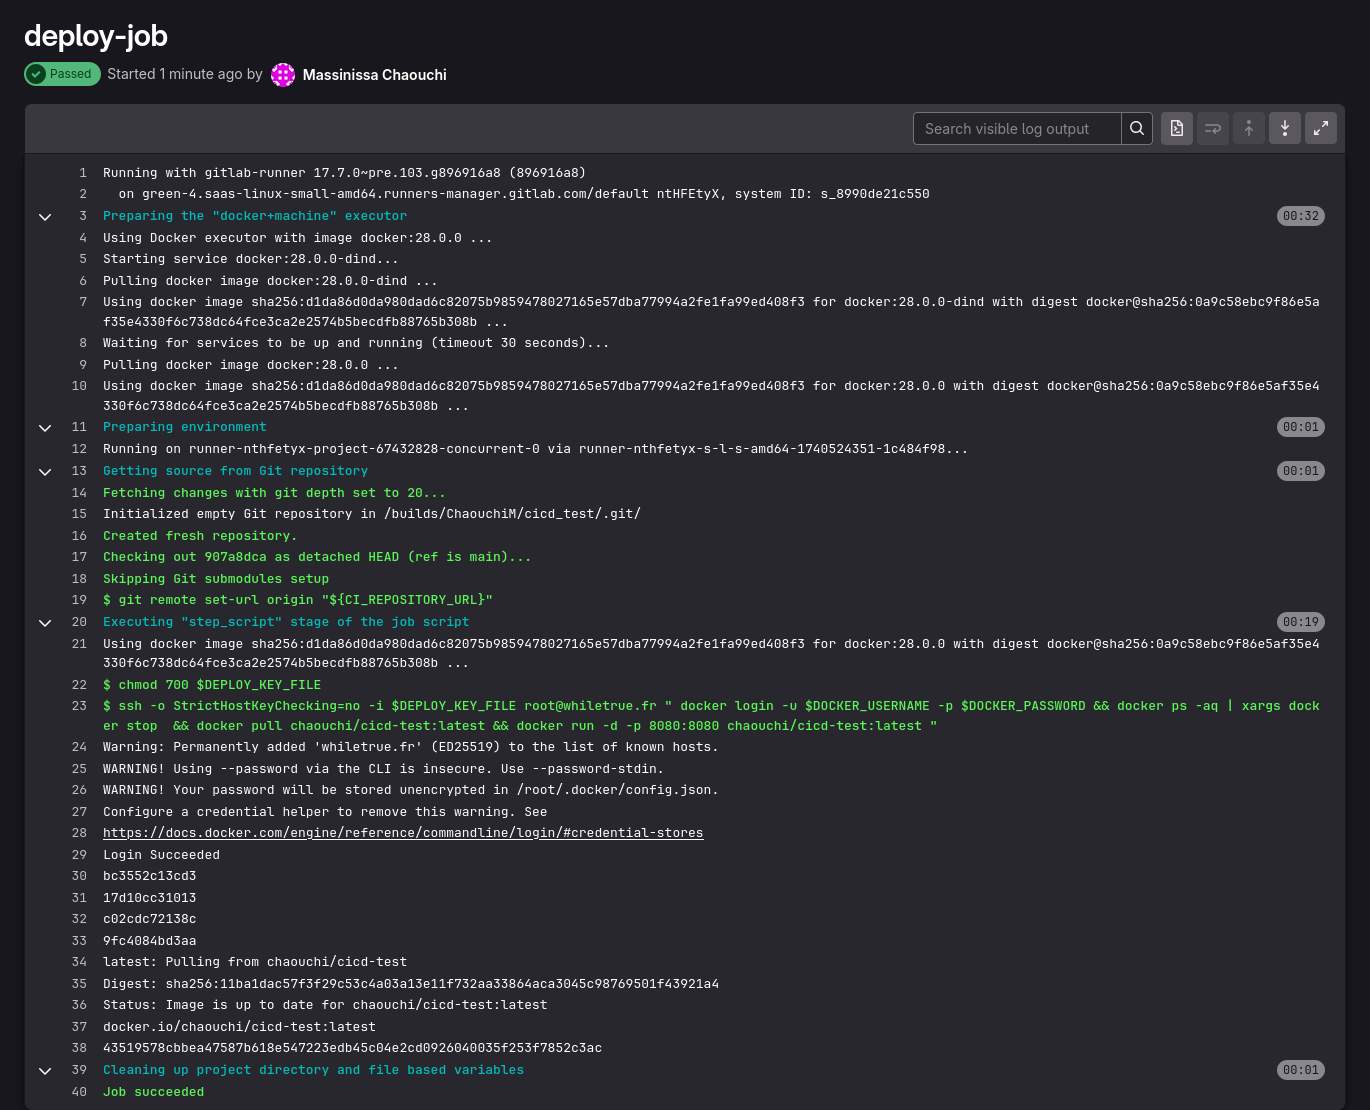 deploy-job
Passed Started 1 minute ago by Massinissa Chaouchi
Search visible log output
1 Running with gitlab-runner 17.7.0~pre.103.g896916a8 (896916a8)
2 on green-4.saas-linux-small-amd64.runners-manager.gitlab.com/default ntHFEtyX, system ID: s_8990de21c550
3 Preparing the "docker+machine" executor 00:32
4 Using Docker executor with image docker:28.0.0 ...
5 Starting service docker:28.0.0-dind...
6 Pulling docker image docker:28.0.0-dind ...
7 Using docker image sha256:d1da86d0da980dad6c82075b9859478027165e57dba77994a2fe1fa99ed408f3 for docker:28.0.0-dind with digest docker@sha256:0a9c58ebc9f86e5a
f35e4330f6c738dc64fce3ca2e2574b5becdfb88765b308b ...
8 Waiting for services to be up and running (timeout 30 seconds)...
9 Pulling docker image docker:28.0.0 ...
10 Using docker image sha256:d1da86d0da980dad6c82075b9859478027165e57dba77994a2fe1fa99ed408f3 for docker:28.0.0 with digest docker@sha256:0a9c58ebc9f86e5af35e4
330f6c738dc64fce3ca2e2574b5becdfb88765b308b ...
11 Preparing environment 00:01
12 Running on runner-nthfetyx-project-67432828-concurrent-0 via runner-nthfetyx-s-l-s-amd64-1740524351-1c484f98...
13 Getting source from Git repository 00:01
14 Fetching changes with git depth set to 20...
15 Initialized empty Git repository in /builds/ChaouchiM/cicd_test/.git/
16 Created fresh repository.
17 Checking out 907a8dca as detached HEAD (ref is main)...
18 Skipping Git submodules setup
19 $ git remote set-url origin "${CI_REPOSITORY_URL}"
20 Executing "step_script" stage of the job script 00:19
21 Using docker image sha256:d1da86d0da980dad6c82075b9859478027165e57dba77994a2fe1fa99ed408f3 for docker:28.0.0 with digest docker@sha256:0a9c58ebc9f86e5af35e4
330f6c738dc64fce3ca2e2574b5becdfb88765b308b ...
22 $ chmod 700 $DEPLOY_KEY_FILE
23 $ ssh -o StrictHostKeyChecking=no -i $DEPLOY_KEY_FILE root@whiletrue.fr " docker login -u $DOCKER_USERNAME -p $DOCKER_PASSWORD && docker ps -aq | xargs dock
er stop  && docker pull chaouchi/cicd-test:latest && docker run -d -p 8080:8080 chaouchi/cicd-test:latest "
24 Warning: Permanently added 'whiletrue.fr' (ED25519) to the list of known hosts.
25 WARNING! Using --password via the CLI is insecure. Use --password-stdin.
26 WARNING! Your password will be stored unencrypted in /root/.docker/config.json.
27 Configure a credential helper to remove this warning. See
28 https://docs.docker.com/engine/reference/commandline/login/#credential-stores
29 Login Succeeded
30 bc3552c13cd3
31 17d10cc31013
32 c02cdc72138c
33 9fc4084bd3aa
34 latest: Pulling from chaouchi/cicd-test
35 Digest: sha256:11ba1dac57f3f29c53c4a03a13e11f732aa33864aca3045c98769501f43921a4
36 Status: Image is up to date for chaouchi/cicd-test:latest
37 docker.io/chaouchi/cicd-test:latest
38 43519578cbbea47587b618e547223edb45c04e2cd0926040035f253f7852c3ac
39 Cleaning up project directory and file based variables 00:01
40 Job succeeded